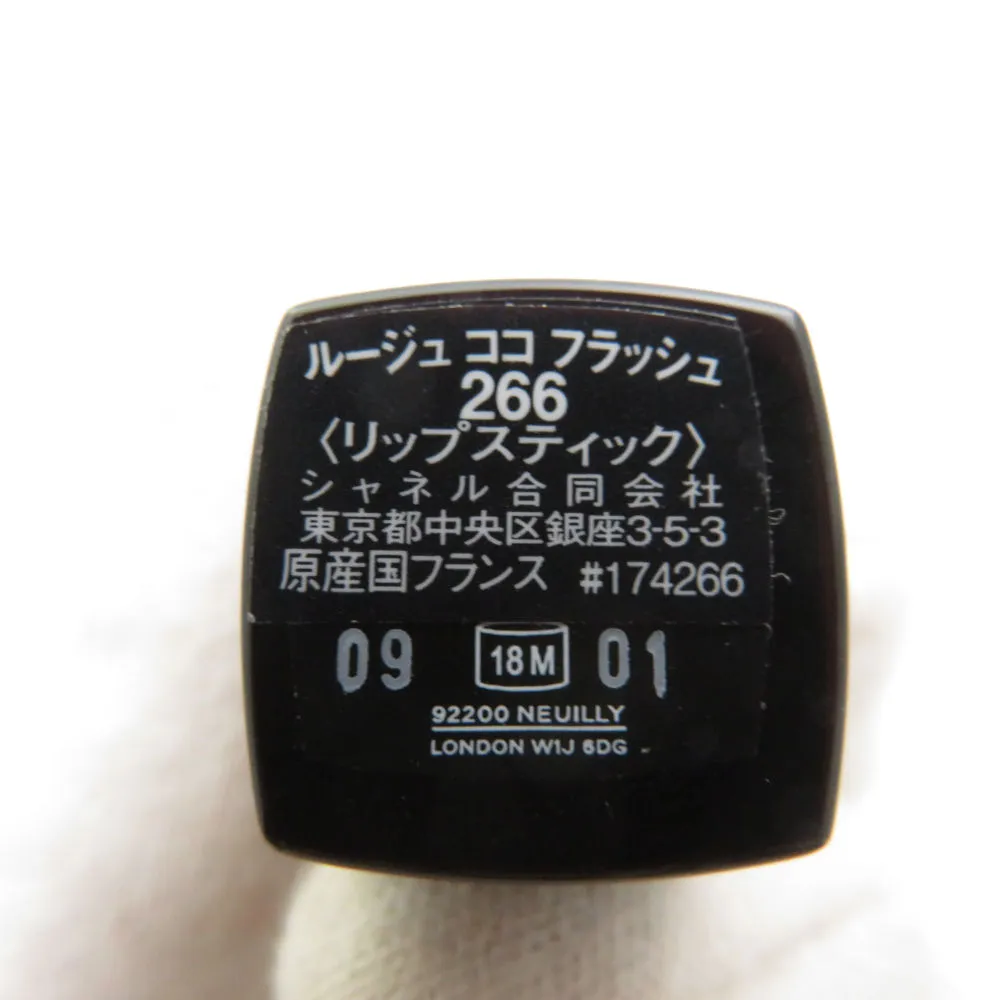 ルージュ ココ フラッシュ
266
〈リップスティック〉
シャネル合同会社
東京都中央区銀座3-5-3
原産国フランス #174266
09 18M 01
92200 NEUILLY
LONDON W1J 6DG